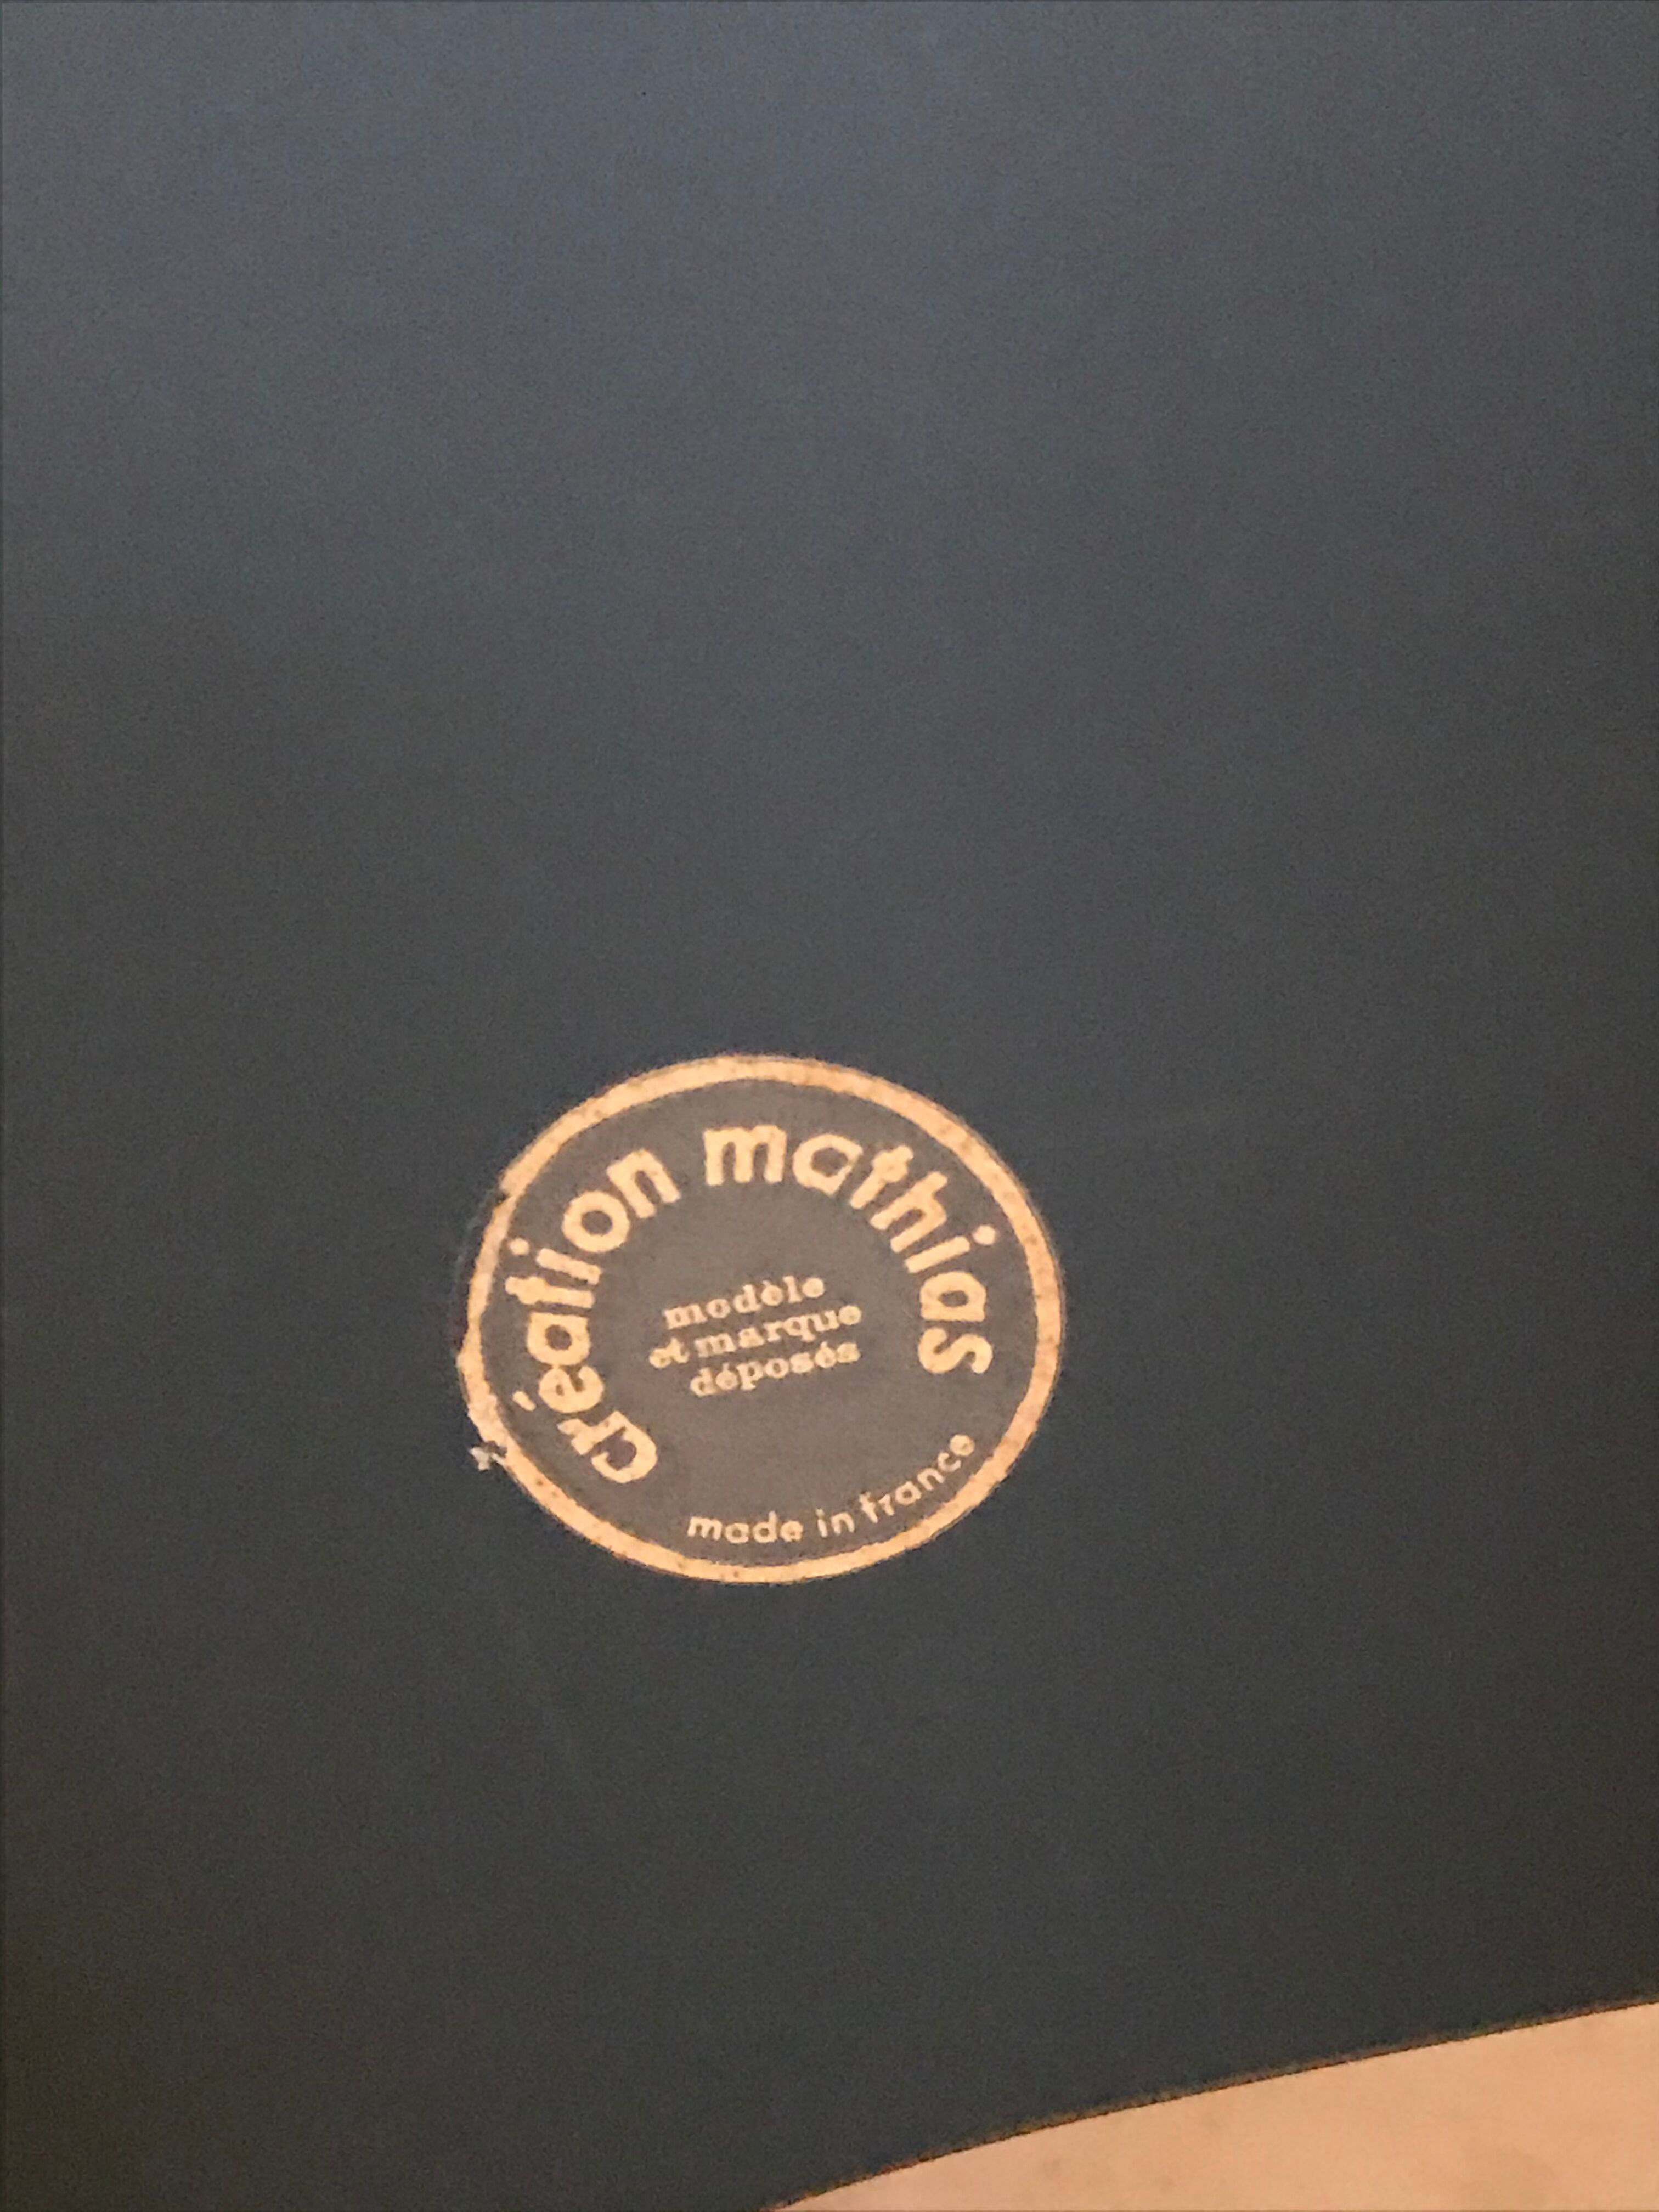 création mathias
modèle
et marque
déposés
made in france